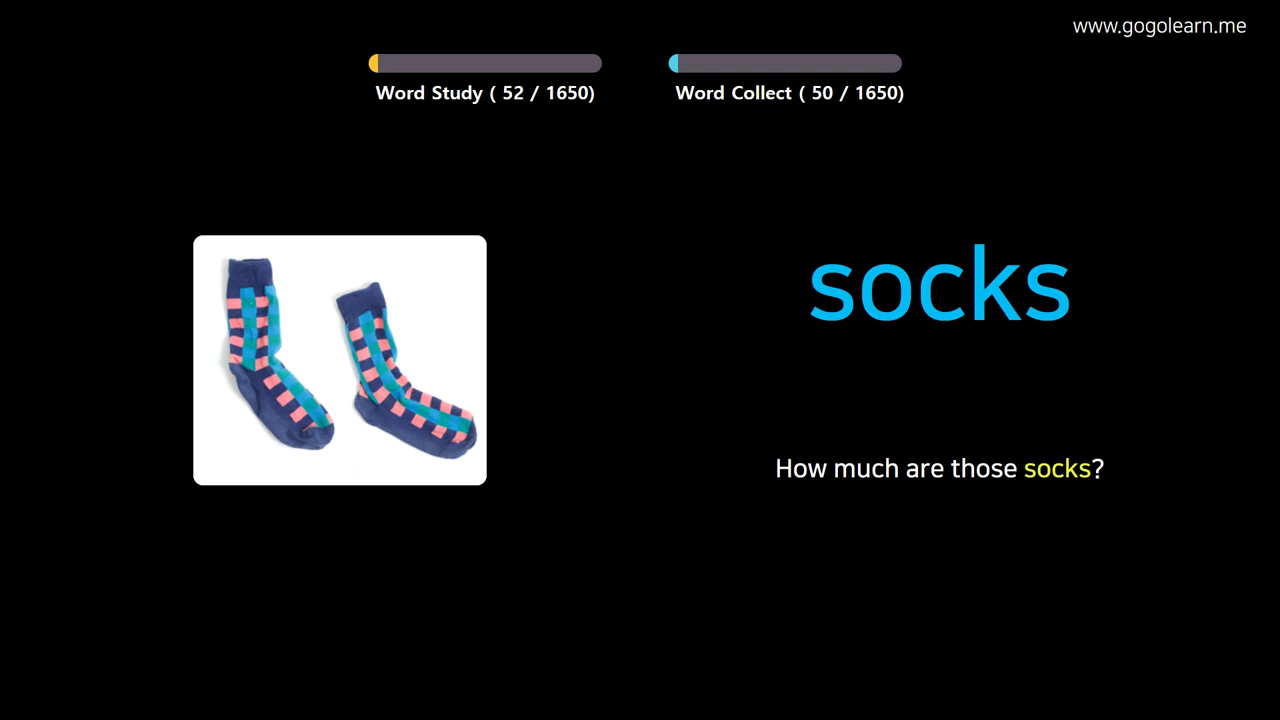 www.gogolearn.me
Word Study ( 52 / 1650)
Word Collect ( 50 / 1650)
socks
How much are those socks?